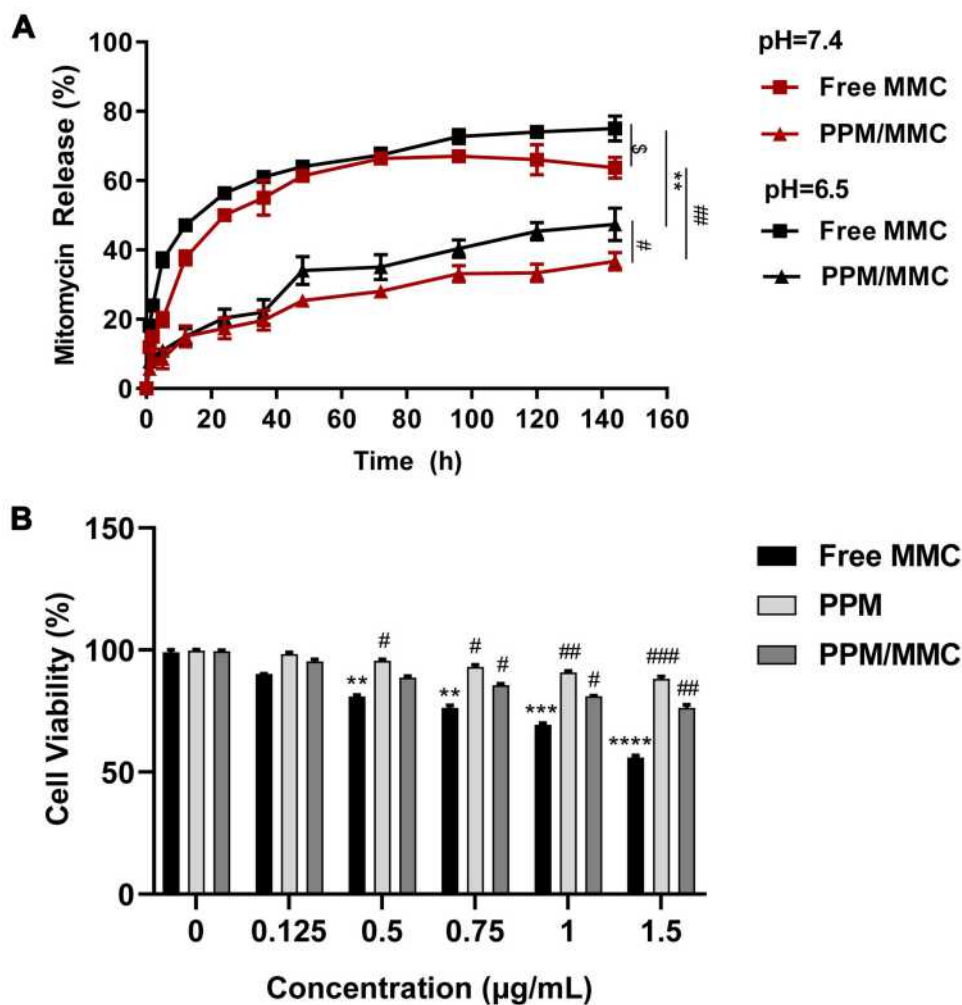 A
100
80
60
40
20
0
Mitomycin Release (%)
0 20 40 60 80 100 120 140 160
Time (h)
$
**
##
#
pH=7.4
Free MMC
PPM/MMC
pH=6.5
Free MMC
PPM/MMC
B
150
100
50
0
Cell Viability (%)
** # ** # # *** ## # **** ### ##
0 0.125 0.5 0.75 1 1.5
Concentration (µg/mL)
Free MMC
PPM
PPM/MMC